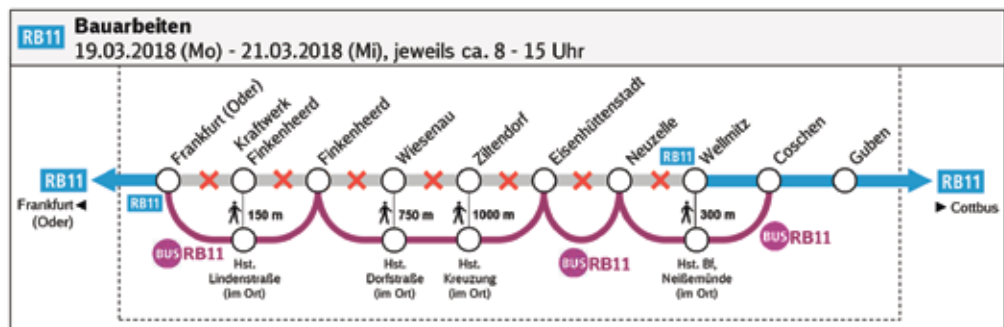 RB11
Bauarbeiten
19.03.2018 (Mo) - 21.03.2018 (Mi), jeweils ca. 8 - 15 Uhr
Frankfurt (Oder)
Kraftwerk
Finkenheerd
Finkenheerd
Wiesenau
Ziltendorf
Eisenhüttenstadt
Neuzelle
Wellmitz
Coschen
Guben
RB11
RB11
RB11
RB11
Frankfurt ◄
(Oder)
► Cottbus
150 m
750 m
1000 m
300 m
BUS RB11
BUS RB11
BUS RB11
Hst.
Lindenstraße
(im Ort)
Hst.
Dorfstraße
(im Ort)
Hst.
Kreuzung
(im Ort)
Hst. Bf,
Neißemünde
(im Ort)